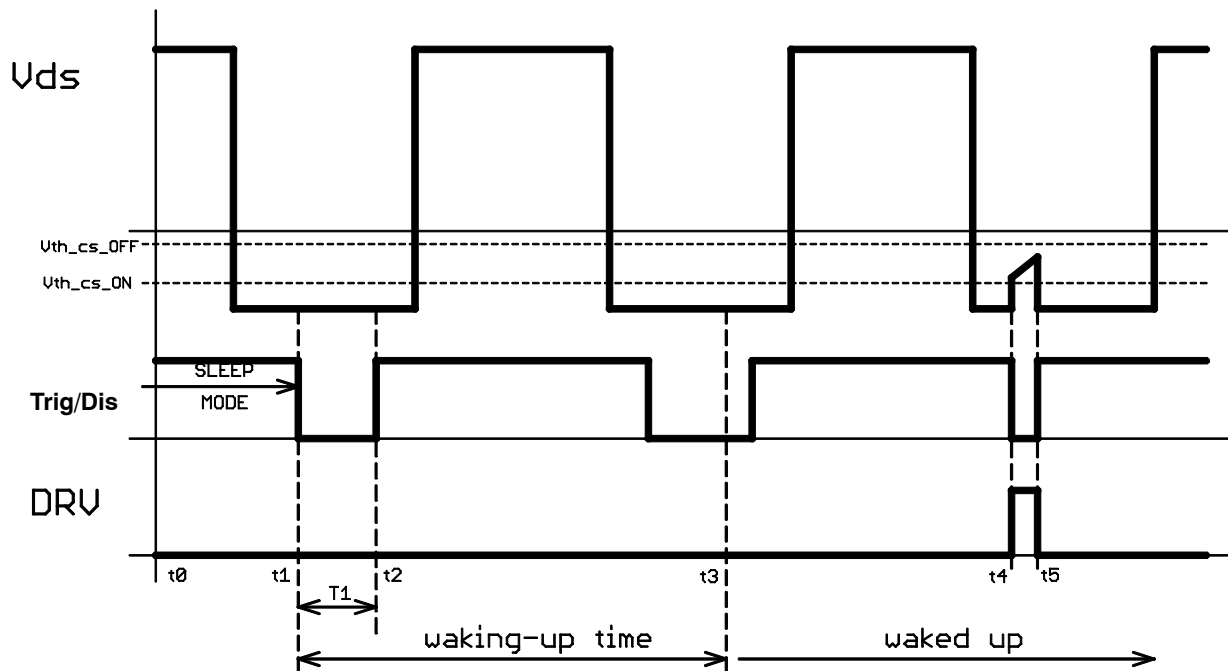 Vds
Vth_cs_OFF
Vth_cs_ON
SLEEP
MODE
Trig/Dis
DRV
t0
t1
t2
t3
t4
t5
T1
waking-up time
waked up